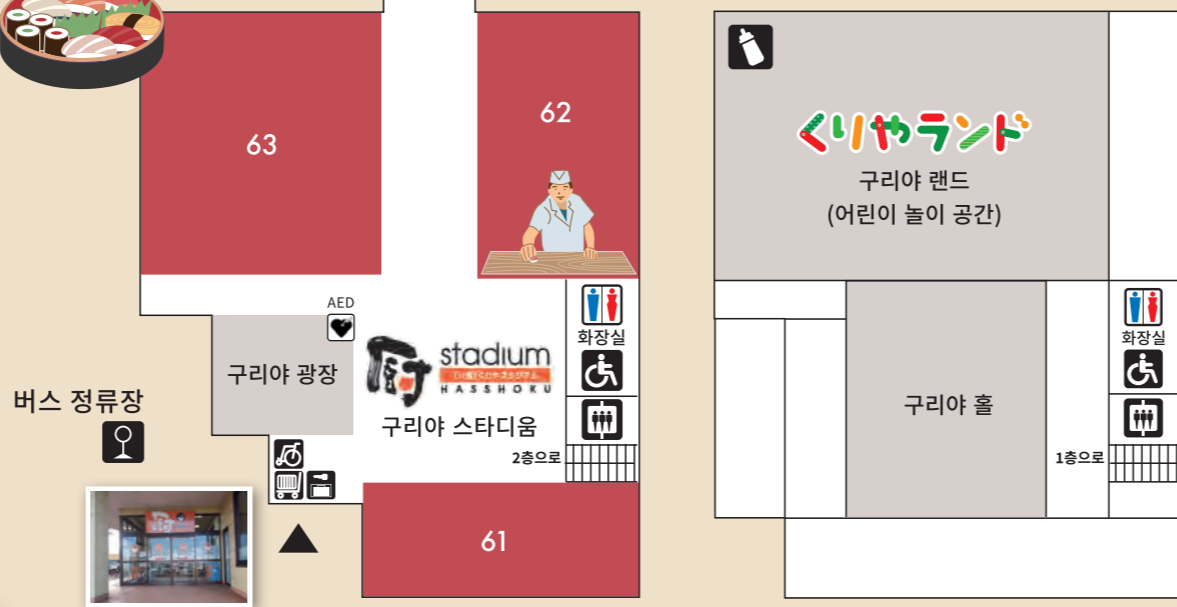 63
62
くりやランド
구리야 랜드
(어린이 놀이 공간)
AED
화장실
화장실
구리야 광장
厨 stadium
HASSHOKU
버스 정류장
구리야 스타디움
구리야 홀
2층으로
1층으로
61